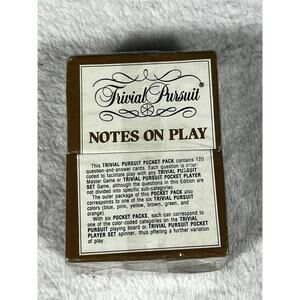 Trivial Pursuit®
NOTES ON PLAY
This TRIVIAL PURSUIT POCKET PACK contains 120
question-and-answer cards. Each question is color-
coded to facilitate play with any TRIVIAL PURSUIT
Master Game or TRIVIAL PURSUIT POCKET PLAYER
SET Game, although the questions in this Edition are
not divided into specific sub-categories.
The outer package of this POCKET PACK also
corresponds to one of the six TRIVIAL PURSUIT
colors (blue, pink, yellow, brown, green, and
orange).
With six POCKET PACKS, each can correspond to
one of the color-coded categories on the TRIVIAL
PURSUIT playing board or TRIVIAL PURSUIT POCKET
PLAYER SET spinner, thus offering a further variation
of play.